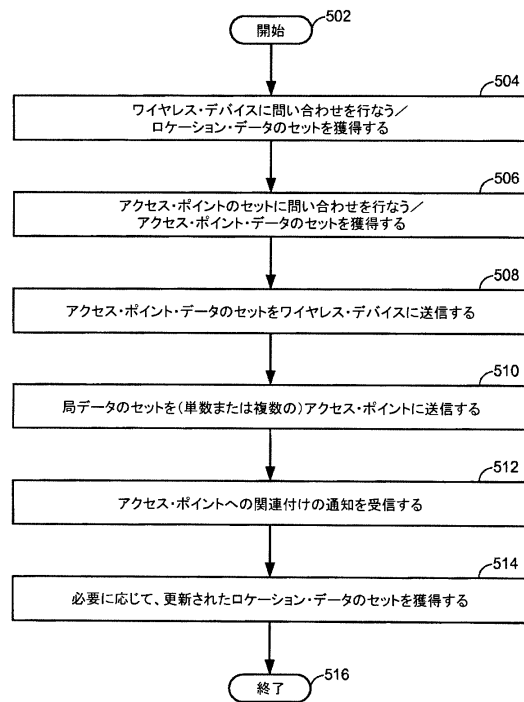 開始
502
504
ワイヤレス・デバイスに問い合わせを行なう／
ロケーション・データのセットを獲得する
506
アクセス・ポイントのセットに問い合わせを行なう／
アクセス・ポイント・データのセットを獲得する
508
アクセス・ポイント・データのセットをワイヤレス・デバイスに送信する
510
局データのセットを(単数または複数の)アクセス・ポイントに送信する
512
アクセス・ポイントへの関連付けの通知を受信する
514
必要に応じて、更新されたロケーション・データのセットを獲得する
終了
516